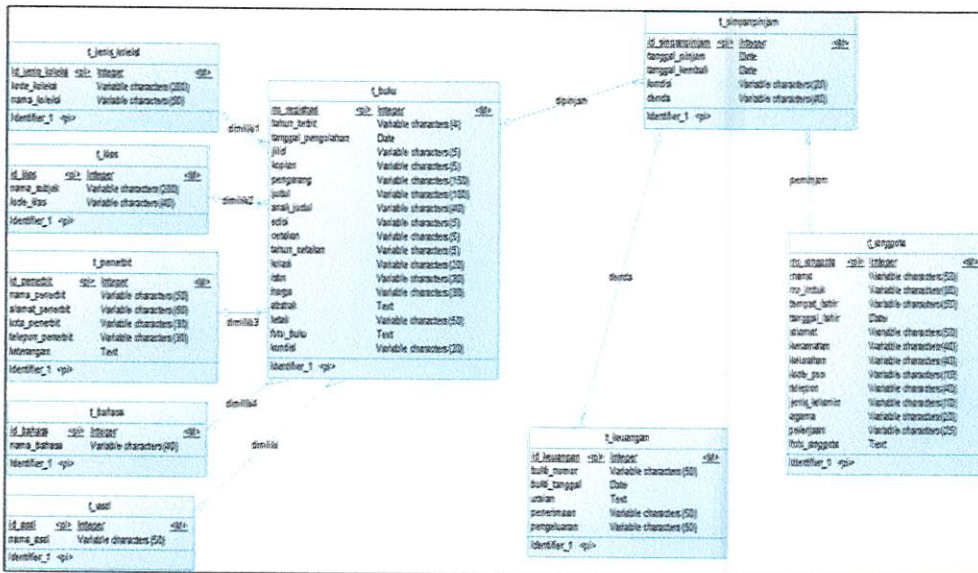 t_jenis_koleksi
id_jenis_koleksi <pi> Integer <M>
kode_koleksi Variable characters (200)
nama_koleksi Variable characters (50)
Identifier_1 <pi>
dimiliki1
t_klas
id_klas <pi> Integer <M>
nama_subjek Variable characters (200)
kode_klas Variable characters (40)
Identifier_1 <pi>
dimiliki2
t_penerbit
id_penerbit <pi> Integer <M>
nama_penerbit Variable characters (50)
alamat_penerbit Variable characters (60)
kota_penerbit Variable characters (30)
telepon_penerbit Variable characters (30)
keterangan Text
Identifier_1 <pi>
dimiliki3
t_bahasa
id_bahasa <pi> Integer <M>
nama_bahasa Variable characters (40)
Identifier_1 <pi>
dimiliki4
t_asal
id_asal <pi> Integer <M>
nama_asal Variable characters (50)
Identifier_1 <pi>
dimiliki
t_buku
no_registrasi <pi> Integer <M>
tahun_terbit Variable characters (4)
tanggal_pengolahan Date
jilid Variable characters (5)
kopian Variable characters (5)
pengarang Variable characters (150)
judul Variable characters (100)
anak_judul Variable characters (40)
edisi Variable characters (5)
cetakan Variable characters (5)
tahun_cetakan Variable characters (5)
kolasi Variable characters (20)
isbn Variable characters (30)
harga Variable characters (30)
abstrak Text
letak Variable characters (50)
foto_buku Text
kondisi Variable characters (20)
Identifier_1 <pi>
dipinjam
t_simpanpinjam
id_simpanpinjam <pi> Integer <M>
tanggal_pinjam Date
tanggal_kembali Date
kondisi Variable characters (20)
denda Variable characters (40)
Identifier_1 <pi>
peminjam
denda
t_keuangan
id_keuangan <pi> Integer <M>
bukti_nomor Variable characters (50)
bukti_tanggal Date
uraian Text
penerimaan Variable characters (50)
pengeluaran Variable characters (50)
Identifier_1 <pi>
t_anggota
no_anggota <pi> Integer <M>
nama Variable characters (50)
no_induk Variable characters
tempat_lahir Variable characters (50)
tanggal_lahir Date
alamat Variable characters (50)
kecamatan Variable characters (40)
kelurahan Variable characters (40)
kode_pos Variable characters (10)
telepon Variable characters (40)
jenis_kelamin Variable characters (10)
agama Variable characters (20)
pekerjaan Variable characters (25)
foto_anggota Text
Identifier_1 <pi>